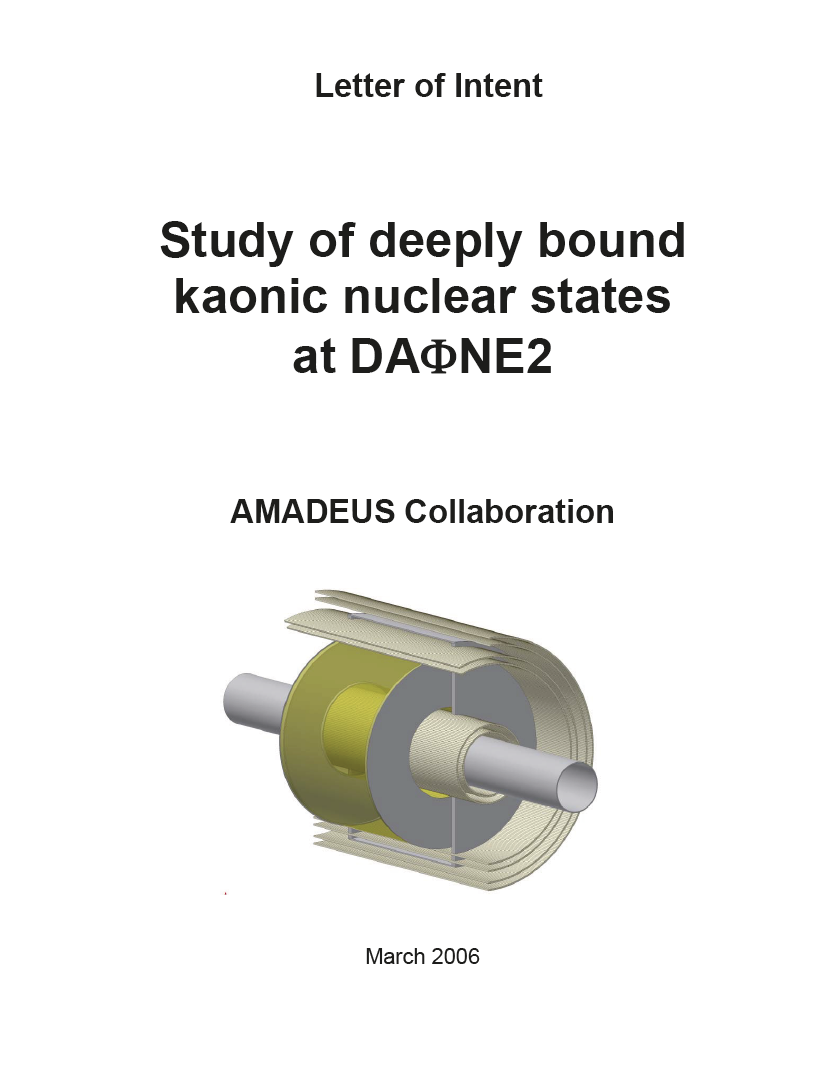 Letter of Intent
Study of deeply bound
kaonic nuclear states
at DAΦNE2
AMADEUS Collaboration
March 2006